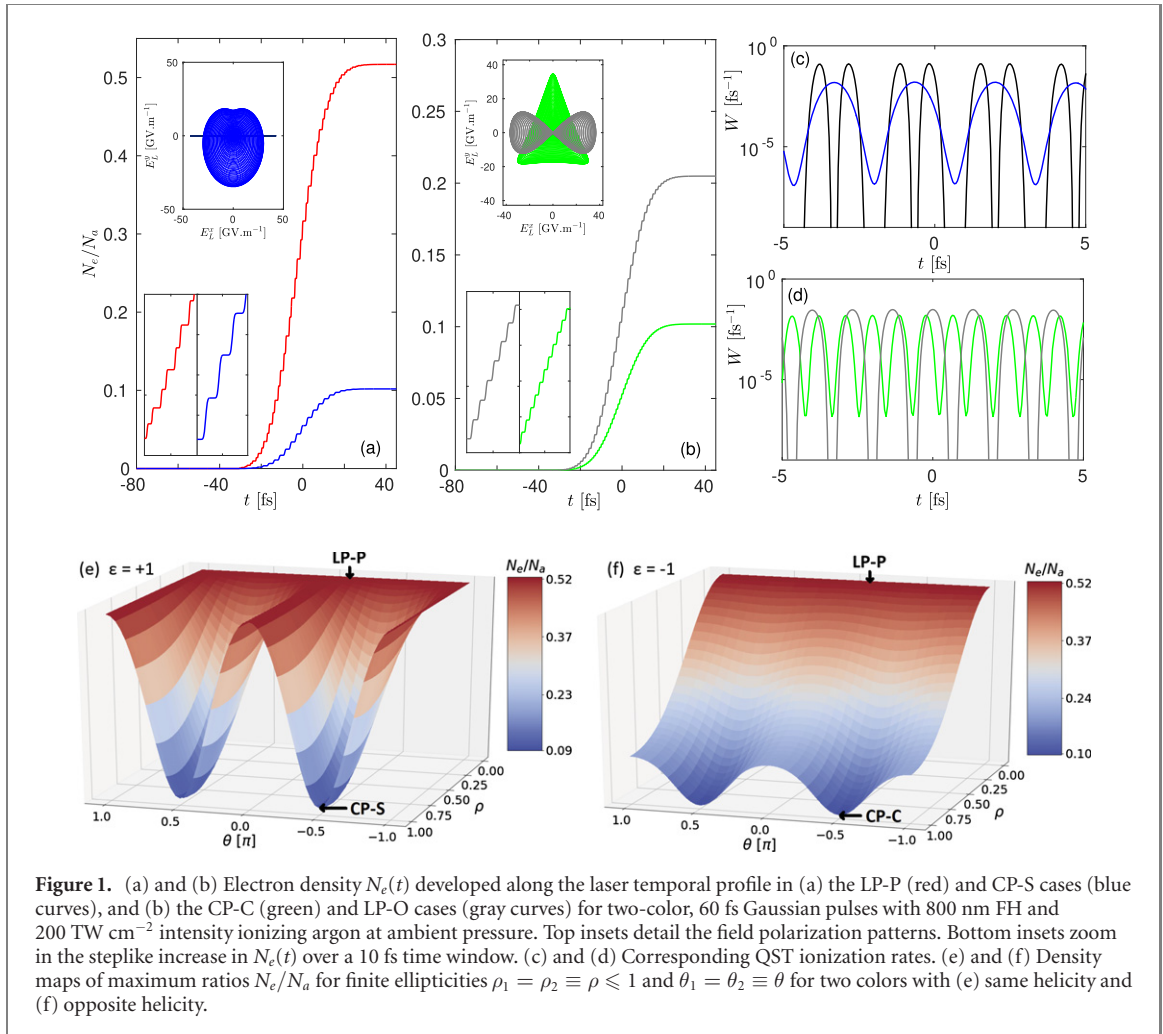 0.5
0.4
0.3
0.2
0.1
0
N_e/N_a
50
0
-50
E_L^y [GV.m^{-1}]
-50 0 50
E_L^x [GV.m^{-1}]
(a)
-80 -40 0 40
t [fs]
0.3
0.25
0.2
0.15
0.1
0.05
0
40
20
0
-20
-40
E_L^y [GV.m^{-1}]
-40 0 40
E_L^x [GV.m^{-1}]
(b)
-80 -40 0 40
t [fs]
(c)
10^0
10^{-5}
W [fs^{-1}]
-5 0 5
t [fs]
(d)
10^0
10^{-5}
W [fs^{-1}]
-5 0 5
t [fs]
(e) ε = +1
LP-P
N_e/N_a
0.52
0.37
0.23
0.09
CP-S
1.0 0.5 0.0 -0.5 -1.0
θ [π]
0.00
0.25
0.50
0.75
1.00
ρ
(f) ε = -1
LP-P
N_e/N_a
0.52
0.37
0.24
0.10
CP-C
1.0 0.5 0.0 -0.5 -1.0
θ [π]
0.00
0.25
0.50
0.75
1.00
ρ
Figure 1. (a) and (b) Electron density N_e(t) developed along the laser temporal profile in (a) the LP-P (red) and CP-S cases (blue
curves), and (b) the CP-C (green) and LP-O cases (gray curves) for two-color, 60 fs Gaussian pulses with 800 nm FH and
200 TW cm^{−2} intensity ionizing argon at ambient pressure. Top insets detail the field polarization patterns. Bottom insets zoom
in the steplike increase in N_e(t) over a 10 fs time window. (c) and (d) Corresponding QST ionization rates. (e) and (f) Density
maps of maximum ratios N_e/N_a for finite ellipticities ρ_1 = ρ_2 ≡ ρ ⩽ 1 and θ_1 = θ_2 ≡ θ for two colors with (e) same helicity and
(f) opposite helicity.